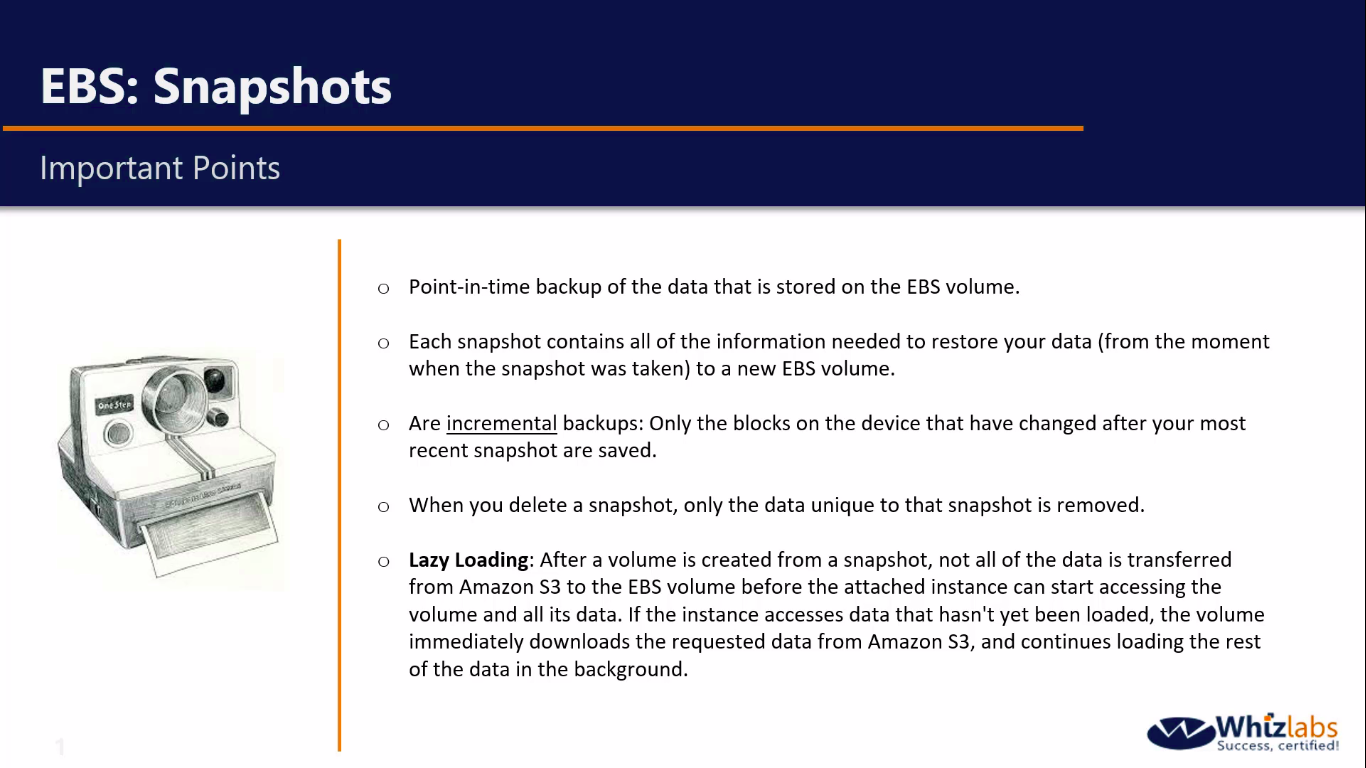 EBS: Snapshots
Important Points
One Step
o Point-in-time backup of the data that is stored on the EBS volume.
o Each snapshot contains all of the information needed to restore your data (from the moment
when the snapshot was taken) to a new EBS volume.
o Are incremental backups: Only the blocks on the device that have changed after your most
recent snapshot are saved.
o When you delete a snapshot, only the data unique to that snapshot is removed.
o Lazy Loading: After a volume is created from a snapshot, not all of the data is transferred
from Amazon S3 to the EBS volume before the attached instance can start accessing the
volume and all its data. If the instance accesses data that hasn't yet been loaded, the volume
immediately downloads the requested data from Amazon S3, and continues loading the rest
of the data in the background.
1
Whizlabs
Success, certified!